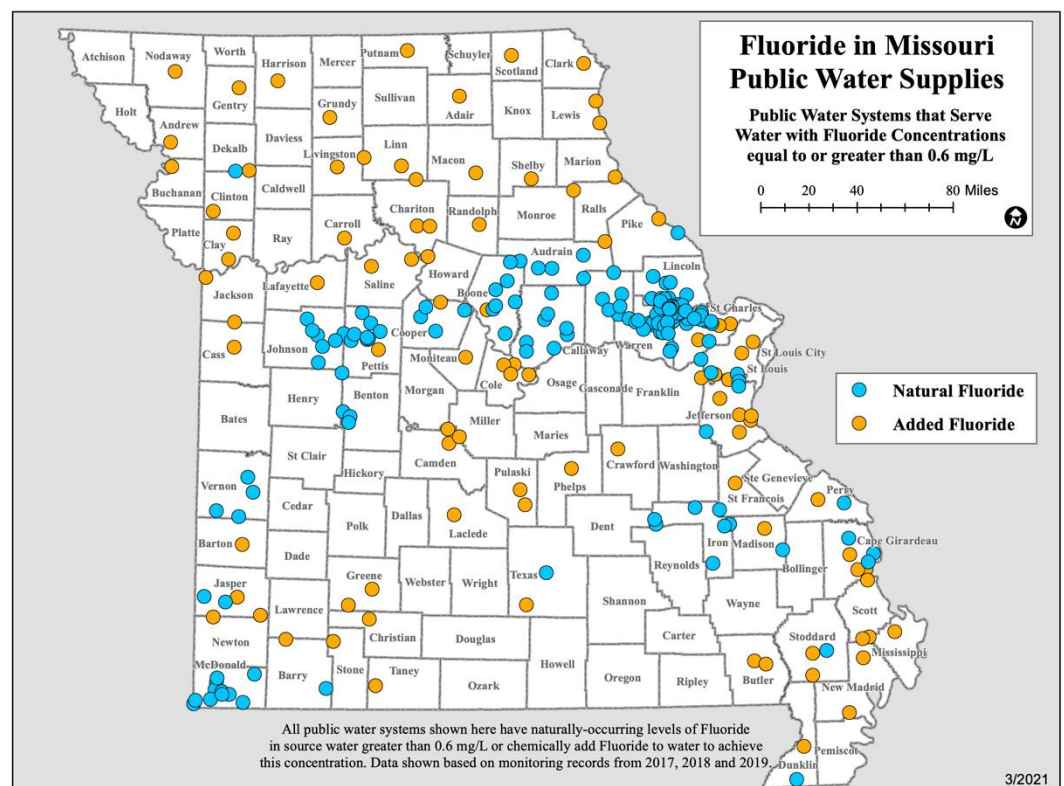 Fluoride in Missouri
Public Water Supplies
Public Water Systems that Serve
Water with Fluoride Concentrations
equal to or greater than 0.6 mg/L
0 20 40 80 Miles
N
Atchison
Nodaway
Worth
Harrison
Mercer
Putnam
Schuyler
Scotland
Clark
Holt
Gentry
Grundy
Sullivan
Adair
Knox
Lewis
Andrew
Dekalb
Daviess
Livingston
Linn
Macon
Shelby
Marion
Buchanan
Clinton
Caldwell
Chariton
Randolph
Monroe
Ralls
Pike
Platte
Clay
Ray
Carroll
Audrain
Lincoln
Jackson
Lafayette
Saline
Howard
Boone
St Charles
Cass
Johnson
Pettis
Cooper
Moniteau
Cole
Callaway
Warren
St Louis City
St Louis
Bates
Henry
Benton
Morgan
Miller
Osage
Gasconade
Franklin
Jefferson
Natural Fluoride
Added Fluoride
St Clair
Hickory
Camden
Maries
Pulaski
Phelps
Crawford
Washington
Ste Genevieve
St Francois
Perry
Vernon
Cedar
Polk
Dallas
Laclede
Dent
Iron
Madison
Cape Girardeau
Barton
Dade
Reynolds
Bollinger
Jasper
Greene
Webster
Wright
Texas
Shannon
Wayne
Scott
Lawrence
Christian
Douglas
Carter
Stoddard
Mississippi
Newton
McDonald
Barry
Stone
Taney
Ozark
Howell
Oregon
Ripley
Butler
New Madrid
Pemiscot
Dunklin
All public water systems shown here have naturally-occurring levels of Fluoride
in source water greater than 0.6 mg/L or chemically add Fluoride to water to achieve
this concentration. Data shown based on monitoring records from 2017, 2018 and 2019.
3/2021